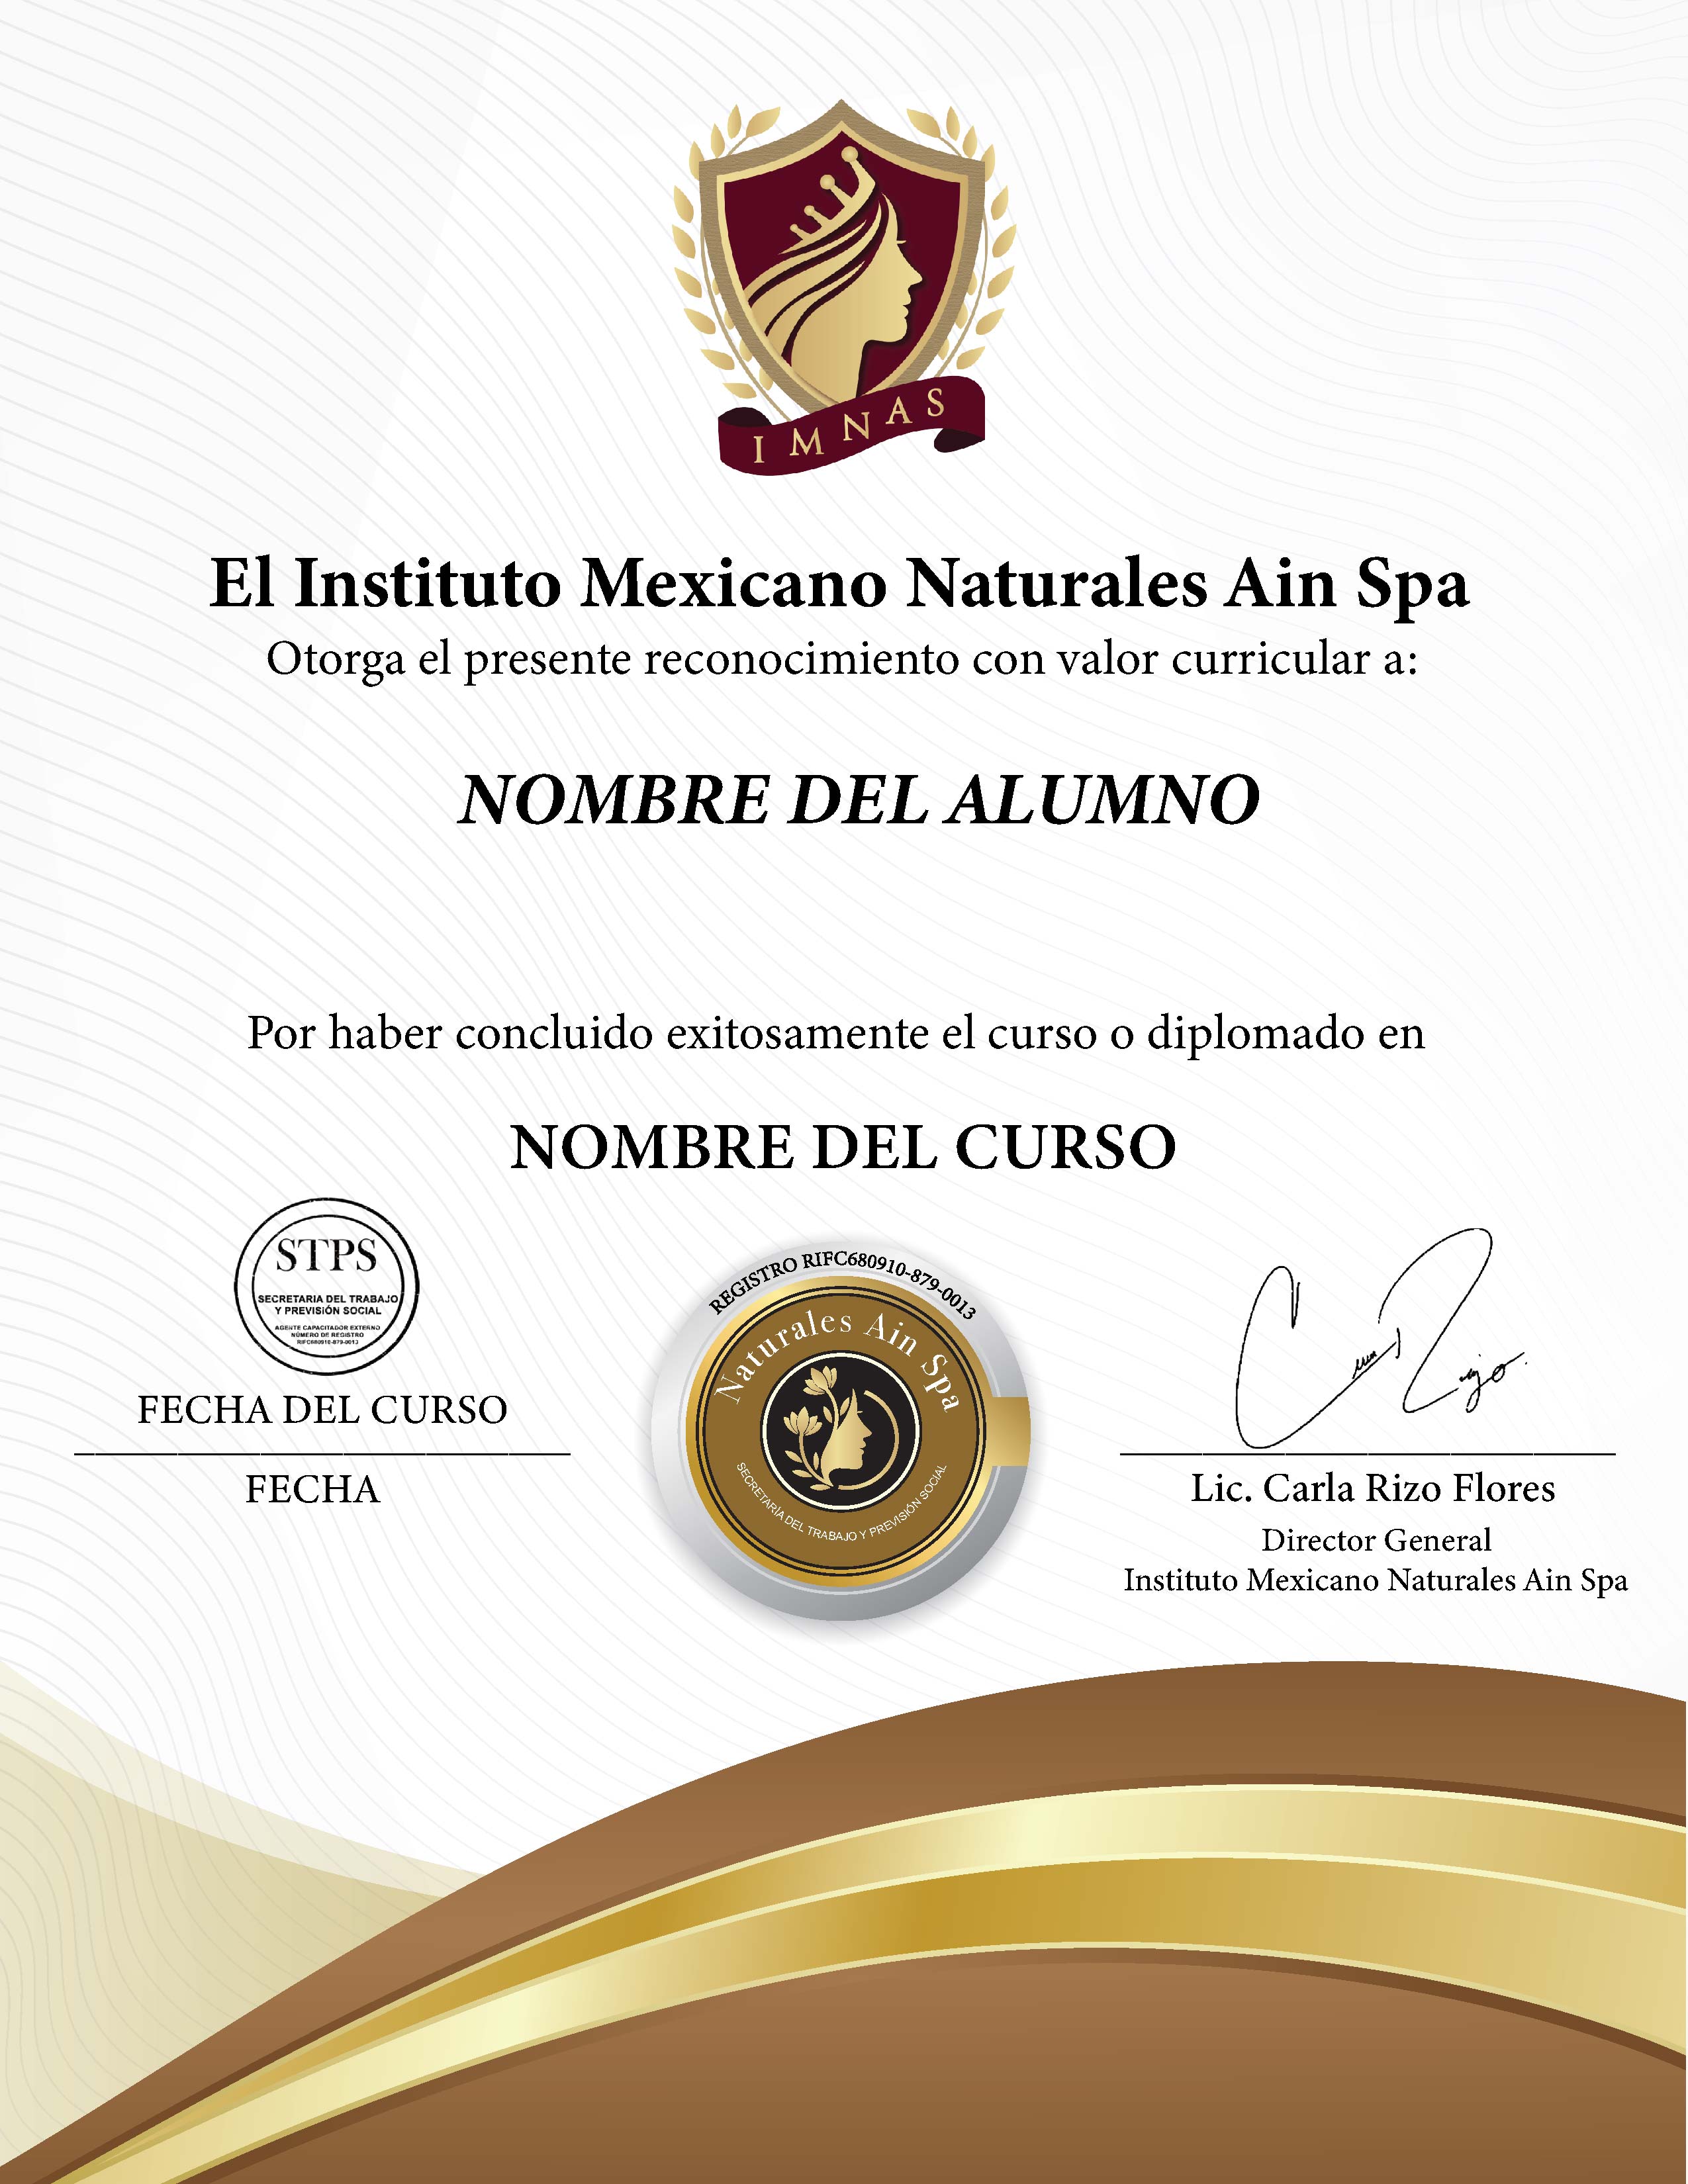 I M N A S
El Instituto Mexicano Naturales Ain Spa
Otorga el presente reconocimiento con valor curricular a:
NOMBRE DEL ALUMNO
Por haber concluido exitosamente el curso o diplomado en
NOMBRE DEL CURSO
STPS
SECRETARIA DEL TRABAJO
Y PREVISIÓN SOCIAL
AGENTE CAPACITADOR EXTERNO
NÚMERO DE REGISTRO
RIFC680910-879-0013
FECHA DEL CURSO
FECHA
REGISTRO RIFC680910-879-0013
Naturales Ain Spa
SECRETARÍA DEL TRABAJO Y PREVISIÓN SOCIAL
Lic. Carla Rizo Flores
Director General
Instituto Mexicano Naturales Ain Spa